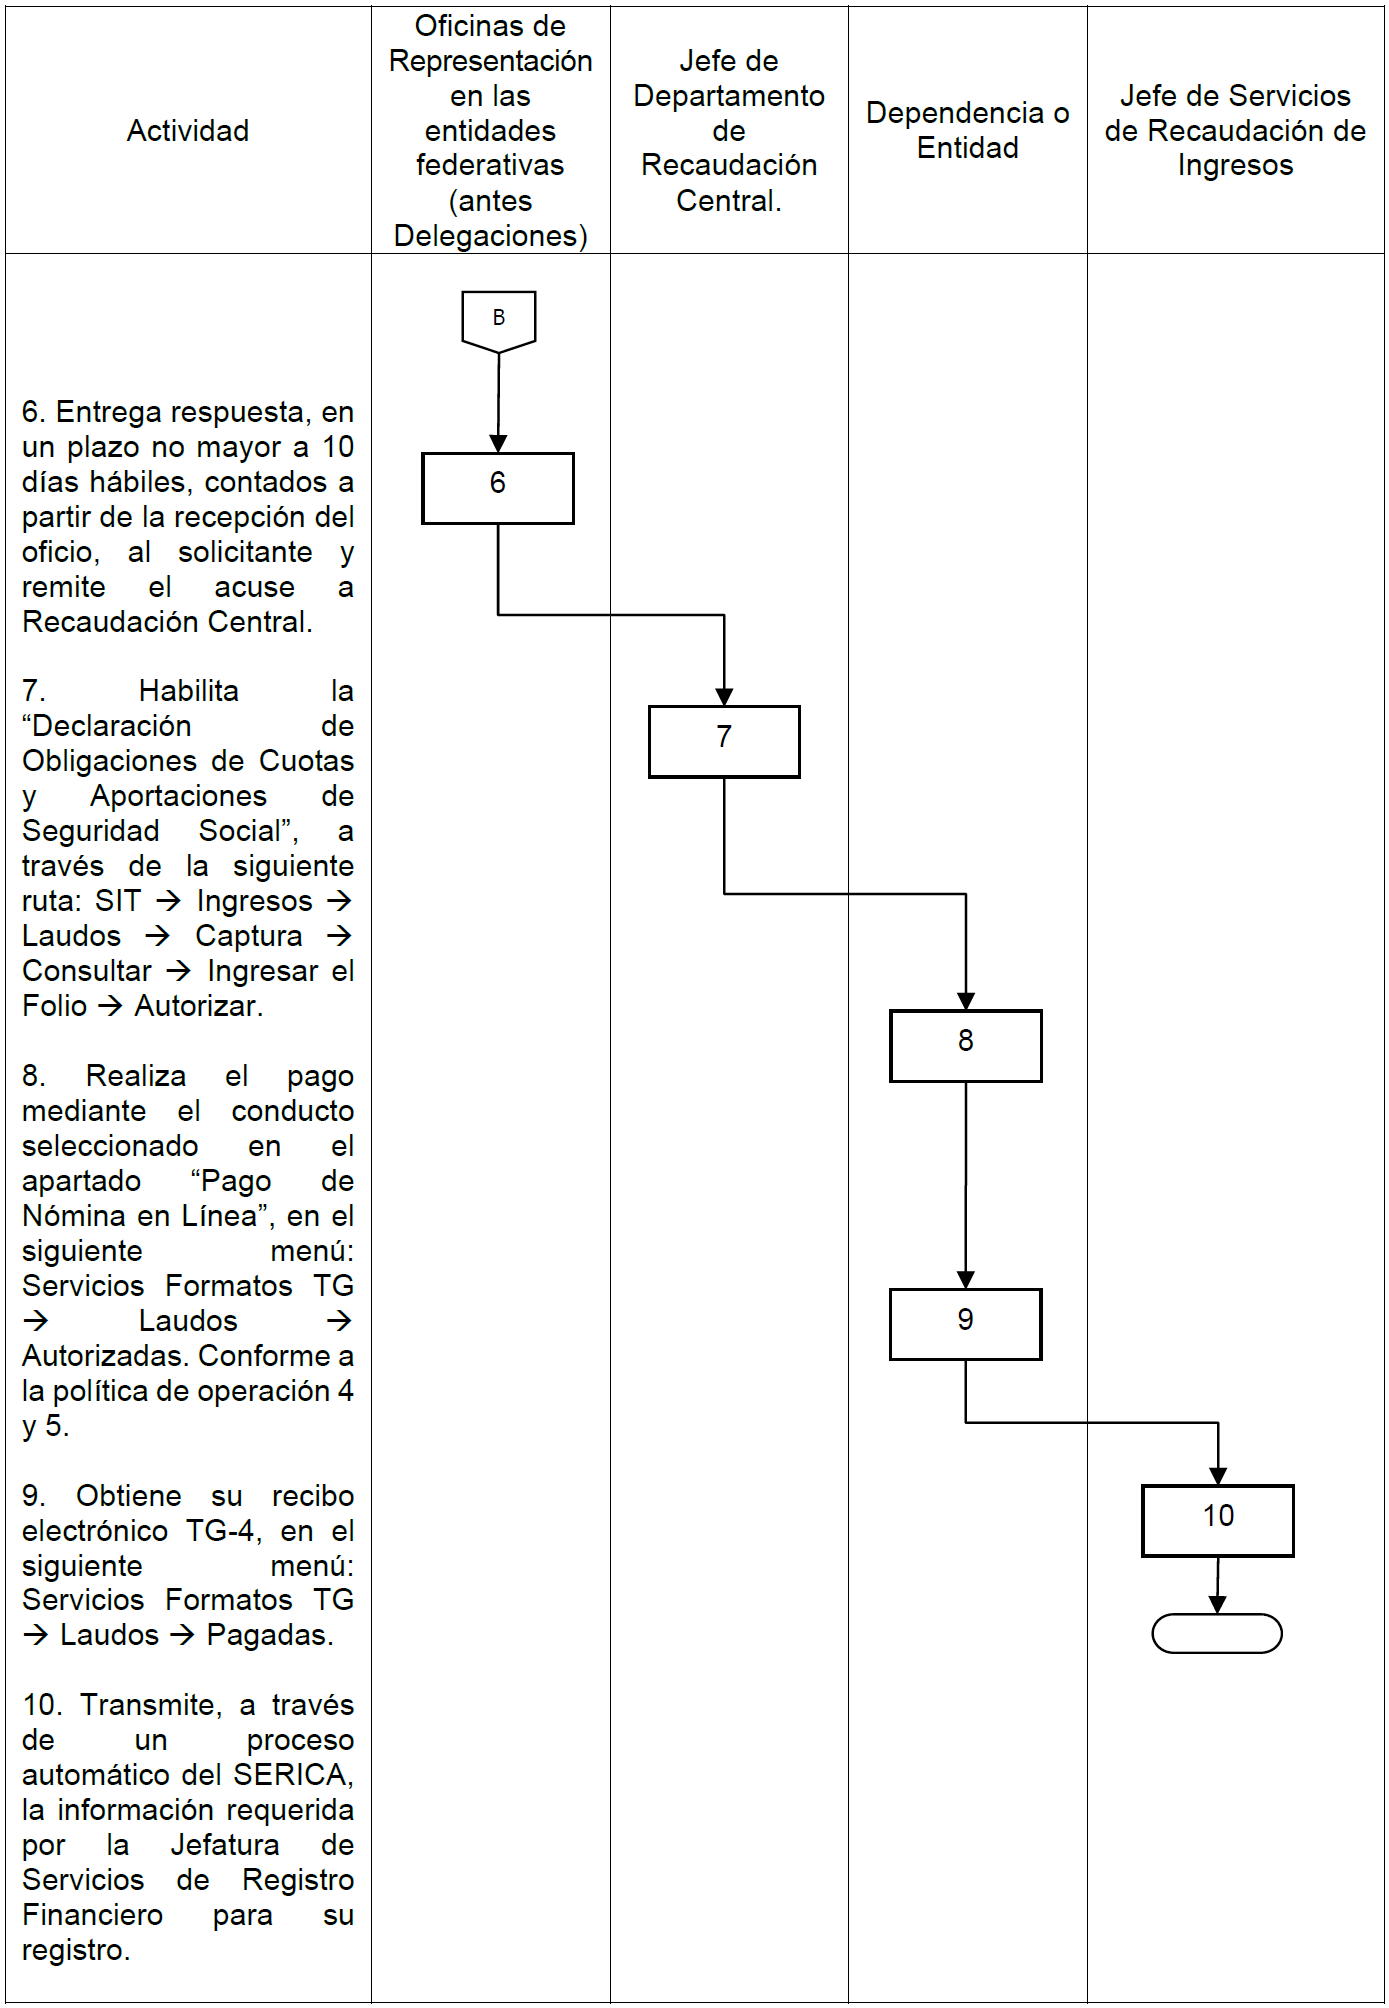 Actividad
Oficinas de
Representación
en las
entidades
federativas
(antes
Delegaciones)
Jefe de
Departamento
de
Recaudación
Central.
Dependencia o
Entidad
Jefe de Servicios
de Recaudación de
Ingresos
6. Entrega respuesta, en
un plazo no mayor a 10
días hábiles, contados a
partir de la recepción del
oficio, al solicitante y
remite el acuse a
Recaudación Central.
7. Habilita la
“Declaración de
Obligaciones de Cuotas
y Aportaciones de
Seguridad Social”, a
través de la siguiente
ruta: SIT → Ingresos →
Laudos → Captura →
Consultar → Ingresar el
Folio → Autorizar.
8. Realiza el pago
mediante el conducto
seleccionado en el
apartado “Pago de
Nómina en Línea”, en el
siguiente menú:
Servicios Formatos TG
→ Laudos →
Autorizadas. Conforme a
la política de operación 4
y 5.
9. Obtiene su recibo
electrónico TG-4, en el
siguiente menú:
Servicios Formatos TG
→ Laudos → Pagadas.
10. Transmite, a través
de un proceso
automático del SERICA,
la información requerida
por la Jefatura de
Servicios de Registro
Financiero para su
registro.
B
6
7
8
9
10